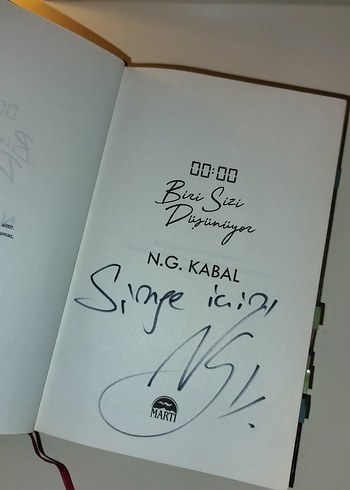 00:00
Biri Sizi
Düşünüyor
N.G. KABAL
Simge için!
MARTI